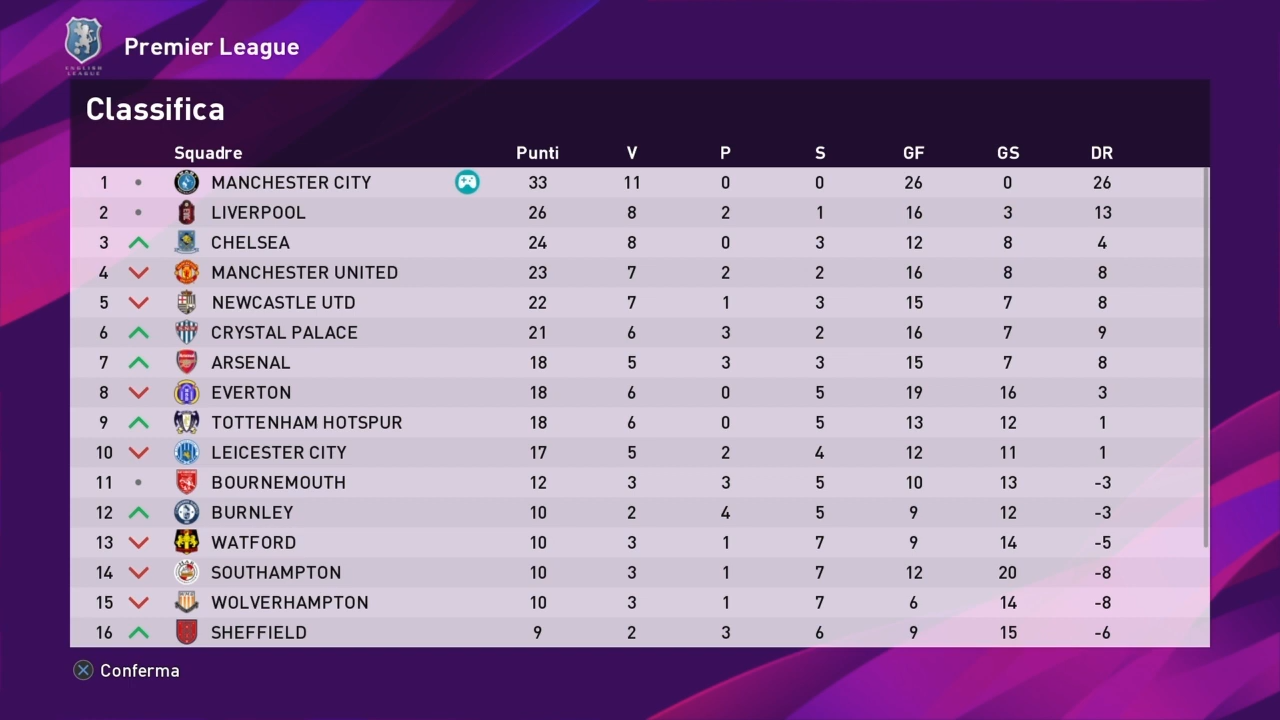 Premier League
ENGLISH
LEAGUE
Classifica
Squadre Punti V P S GF GS DR
1 MANCHESTER CITY 33 11 0 0 26 0 26
2 LIVERPOOL 26 8 2 1 16 3 13
3 CHELSEA 24 8 0 3 12 8 4
4 MANCHESTER UNITED 23 7 2 2 16 8 8
5 NEWCASTLE UTD 22 7 1 3 15 7 8
6 CRYSTAL PALACE 21 6 3 2 16 7 9
7 ARSENAL 18 5 3 3 15 7 8
8 EVERTON 18 6 0 5 19 16 3
9 TOTTENHAM HOTSPUR 18 6 0 5 13 12 1
10 LEICESTER CITY 17 5 2 4 12 11 1
11 BOURNEMOUTH 12 3 3 5 10 13 -3
12 BURNLEY 10 2 4 5 9 12 -3
13 WATFORD 10 3 1 7 9 14 -5
14 SOUTHAMPTON 10 3 1 7 12 20 -8
15 WOLVERHAMPTON 10 3 1 7 6 14 -8
16 SHEFFIELD 9 2 3 6 9 15 -6
Conferma